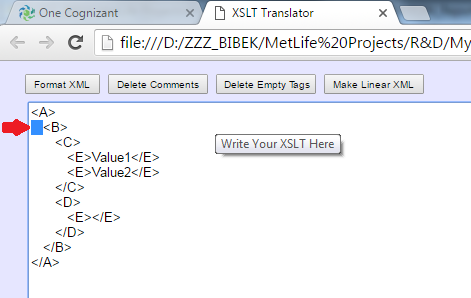 One Cognizant
XSLT Translator
file:///D:/ZZZ_BIBEK/MetLife%20Projects/R&D/My
Format XML
Delete Comments
Delete Empty Tags
Make Linear XML
<A>
<B>
<C>
<E>Value1</E>
<E>Value2</E>
</C>
<D>
<E></E>
</D>
</B>
</A>
Write Your XSLT Here